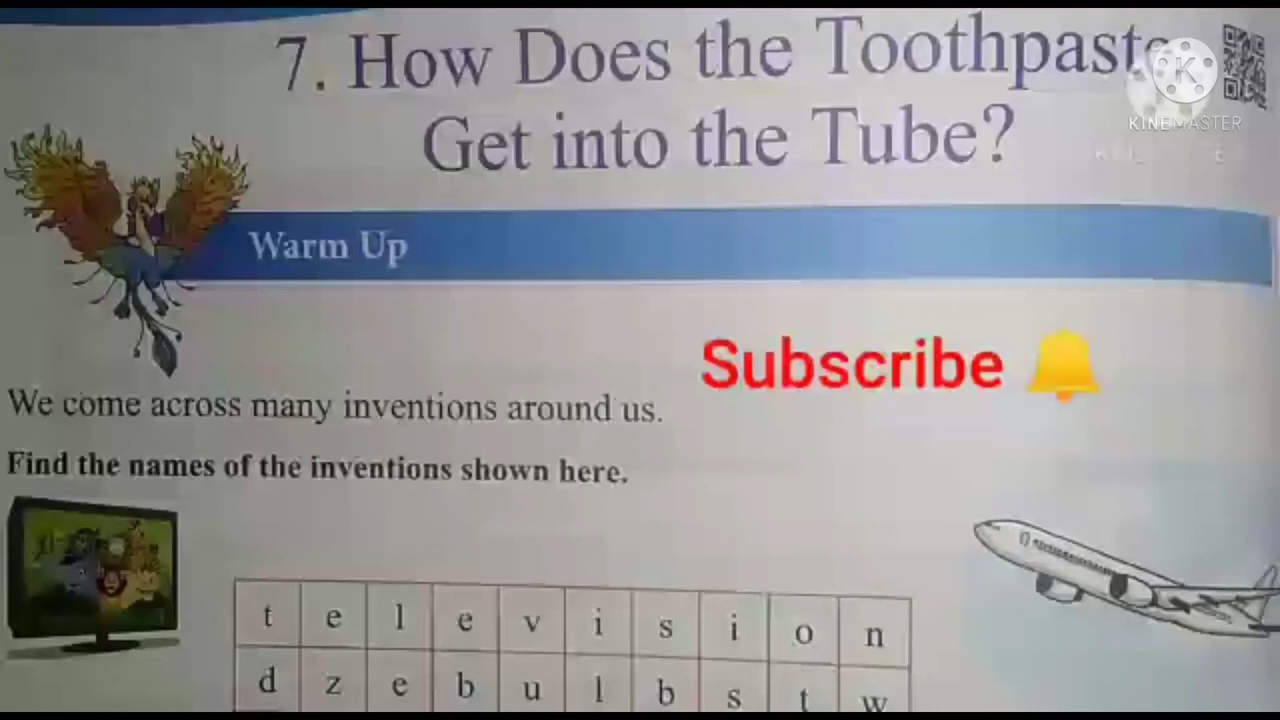 7. How Does the Toothpaste
Get into the Tube?
KINEMASTER
Warm Up
Subscribe
We come across many inventions around us.
Find the names of the inventions shown here.
t e l e v i s i o n
d z e b u l b s t w